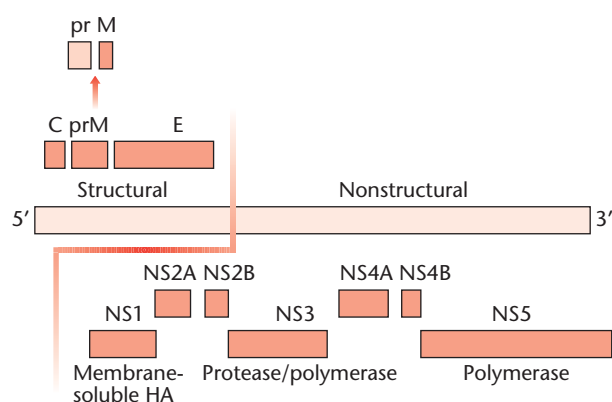 pr M
C prM E
Structural Nonstructural
5′ 3′
NS2A NS2B NS4A NS4B
NS1 NS3 NS5
Membrane- Protease/polymerase Polymerase
soluble HA